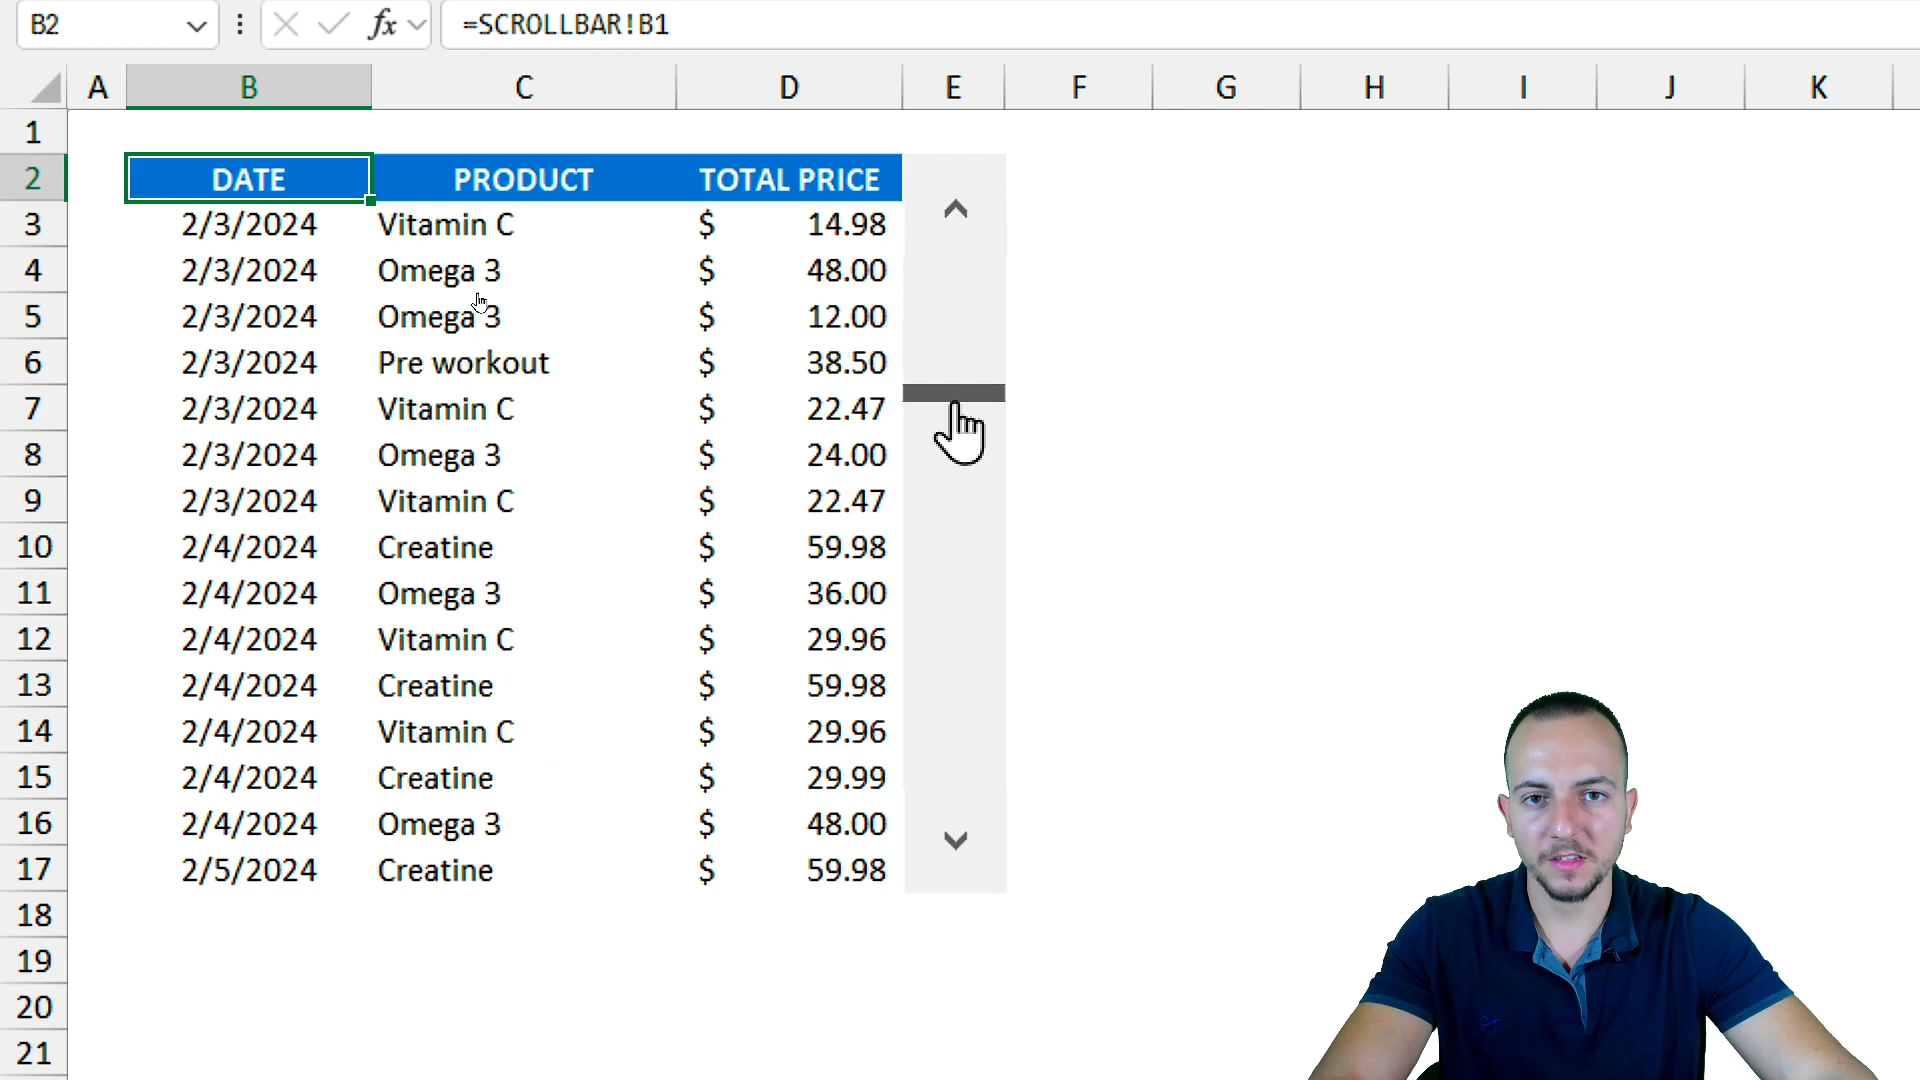 B2 fx =SCROLLBAR!B1
A B C D E F G H I J K
1
2 DATE PRODUCT TOTAL PRICE
3 2/3/2024 Vitamin C $ 14.98
4 2/3/2024 Omega 3 $ 48.00
5 2/3/2024 Omega 3 $ 12.00
6 2/3/2024 Pre workout $ 38.50
7 2/3/2024 Vitamin C $ 22.47
8 2/3/2024 Omega 3 $ 24.00
9 2/3/2024 Vitamin C $ 22.47
10 2/4/2024 Creatine $ 59.98
11 2/4/2024 Omega 3 $ 36.00
12 2/4/2024 Vitamin C $ 29.96
13 2/4/2024 Creatine $ 59.98
14 2/4/2024 Vitamin C $ 29.96
15 2/4/2024 Creatine $ 29.99
16 2/4/2024 Omega 3 $ 48.00
17 2/5/2024 Creatine $ 59.98
18
19
20
21